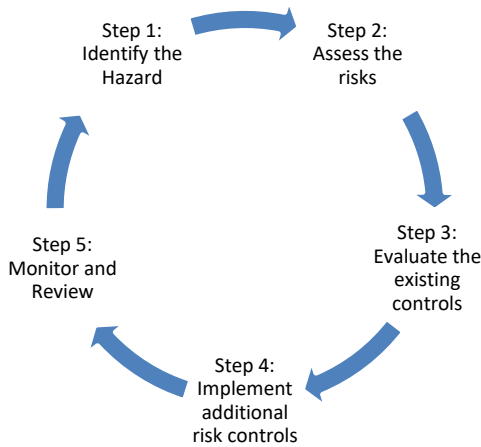 Step 1:
Identify the
Hazard
Step 2:
Assess the
risks
Step 3:
Evaluate the
existing
controls
Step 4:
Implement
additional
risk controls
Step 5:
Monitor and
Review